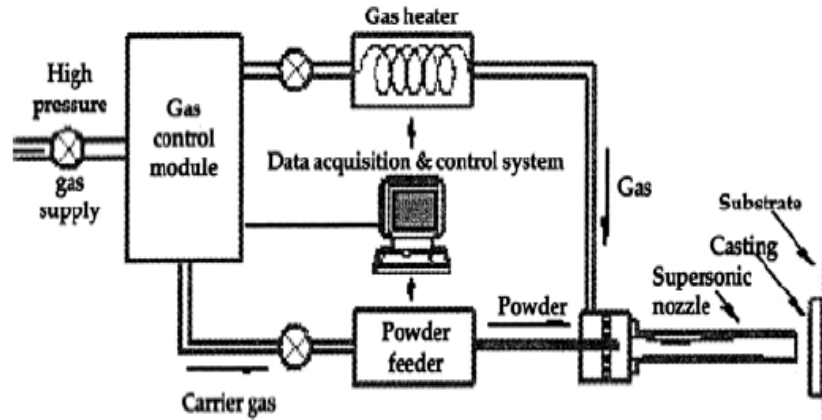 Gas heater
High
pressure
gas
supply
Gas
control
module
Data acquisition & control system
Gas
Substrate
Casting
Supersonic
nozzle
Powder
Powder
feeder
Carrier gas